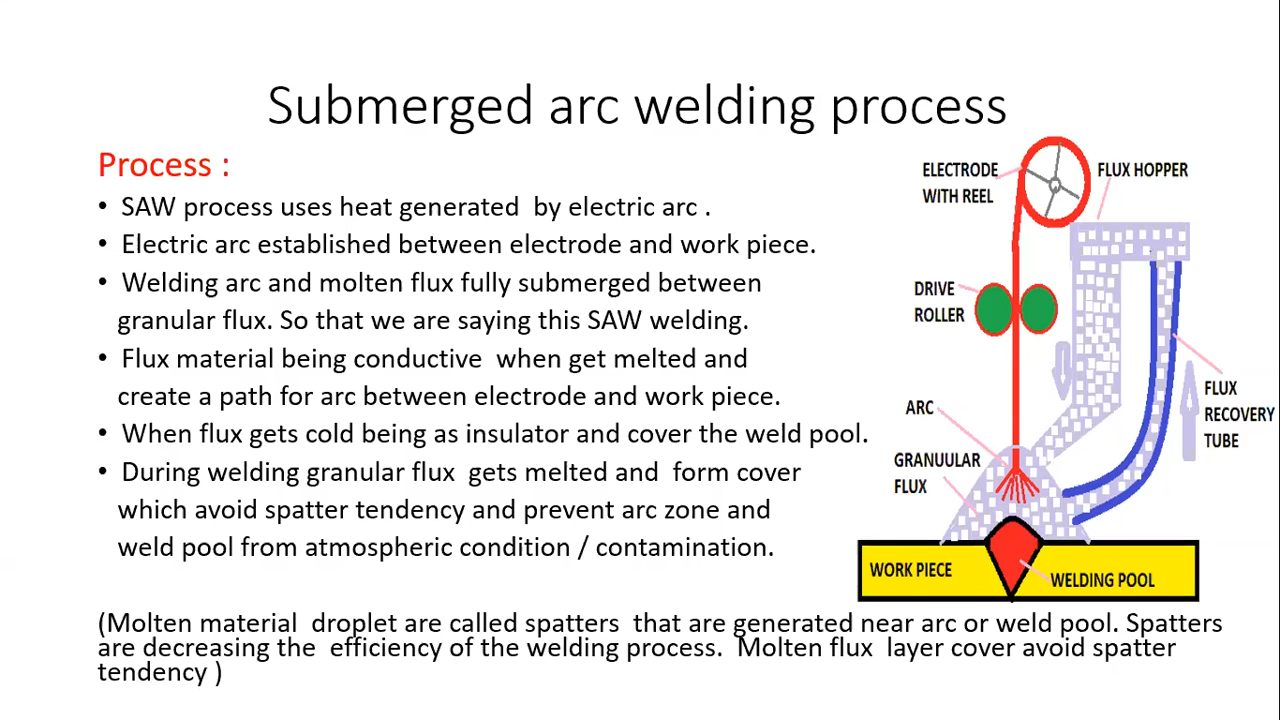 Submerged arc welding process
Process :
• SAW process uses heat generated by electric arc .
• Electric arc established between electrode and work piece.
• Welding arc and molten flux fully submerged between
granular flux. So that we are saying this SAW welding.
• Flux material being conductive when get melted and
create a path for arc between electrode and work piece.
• When flux gets cold being as insulator and cover the weld pool.
• During welding granular flux gets melted and form cover
which avoid spatter tendency and prevent arc zone and
weld pool from atmospheric condition / contamination.
(Molten material droplet are called spatters that are generated near arc or weld pool. Spatters
are decreasing the efficiency of the welding process. Molten flux layer cover avoid spatter
tendency )
ELECTRODE
WITH REEL
FLUX HOPPER
DRIVE
ROLLER
FLUX
RECOVERY
TUBE
ARC
GRANUULAR
FLUX
WORK PIECE
WELDING POOL